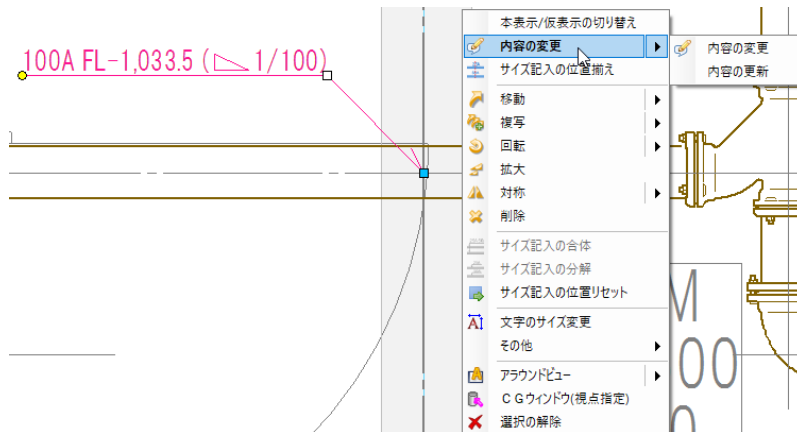 100A FL-1,033.5 (⊿1/100)
本表示/仮表示の切り替え
内容の変更
サイズ記入の位置揃え
移動
複写
回転
拡大
対称
削除
サイズ記入の合体
サイズ記入の分解
サイズ記入の位置リセット
文字のサイズ変更
その他
アラウンドビュー
CGウィンドウ(視点指定)
選択の解除
内容の変更
内容の更新
M
00
0